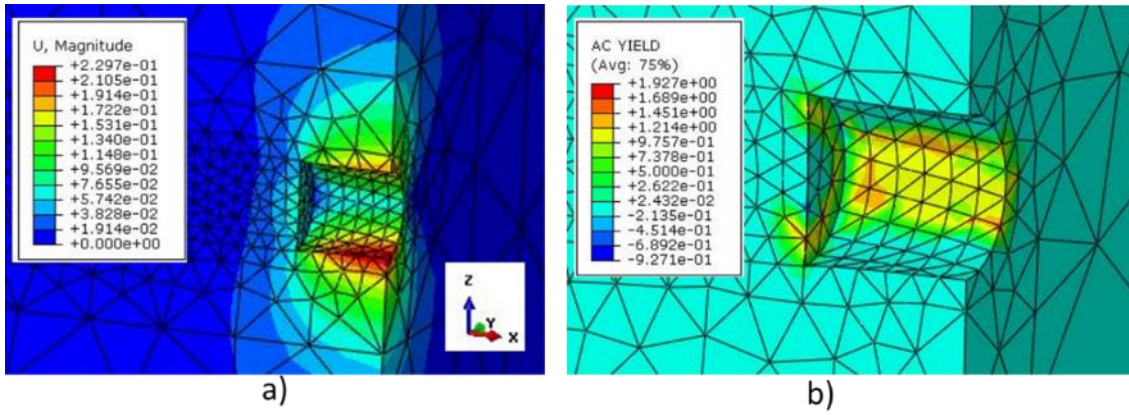 U, Magnitude
+2.297e-01
+2.105e-01
+1.914e-01
+1.722e-01
+1.531e-01
+1.340e-01
+1.148e-01
+9.569e-02
+7.655e-02
+5.742e-02
+3.828e-02
+1.914e-02
+0.000e+00
Z
Y
X
a)
AC YIELD
(Avg: 75%)
+1.927e+00
+1.689e+00
+1.451e+00
+1.214e+00
+9.757e-01
+7.378e-01
+5.000e-01
+2.622e-01
+2.432e-02
-2.135e-01
-4.514e-01
-6.892e-01
-9.271e-01
b)